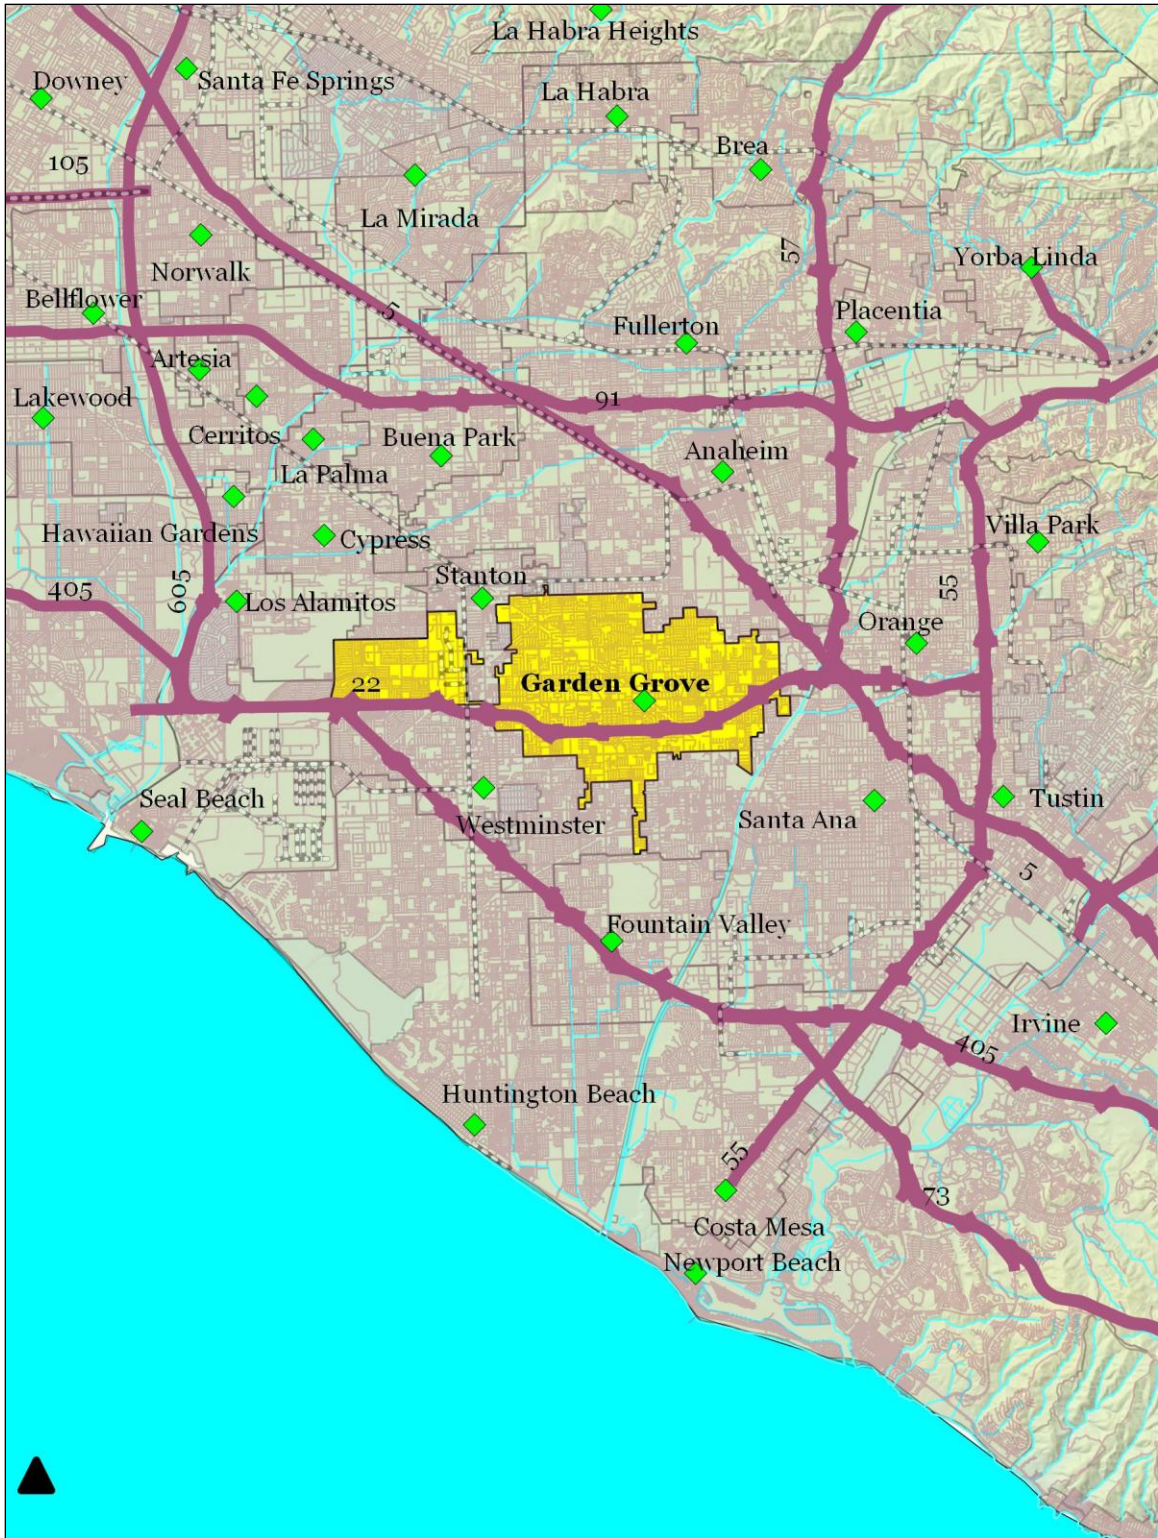 La Habra Heights
Downey
Santa Fe Springs
La Habra
Brea
105
La Mirada
57
Yorba Linda
Norwalk
Bellflower
5
Placentia
Fullerton
Artesia
Lakewood
91
Cerritos
Buena Park
Anaheim
La Palma
Hawaiian Gardens
Cypress
Villa Park
Stanton
405
605
Los Alamitos
55
Orange
22
Garden Grove
Seal Beach
Westminster
Santa Ana
Tustin
5
Fountain Valley
Irvine
405
Huntington Beach
55
73
Costa Mesa
Newport Beach